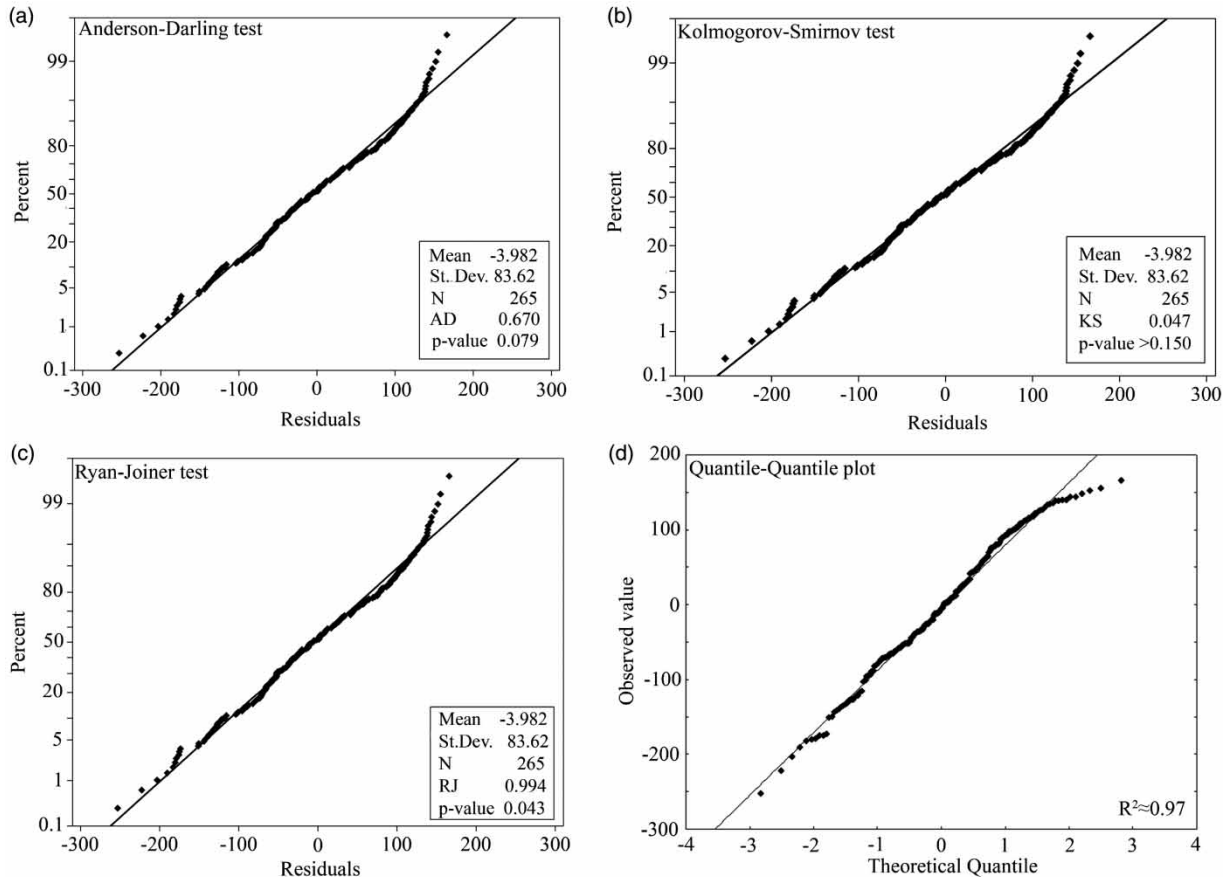 (a)
Anderson-Darling test
99
80
50
20
5
1
0.1
Percent
Mean -3.982
St. Dev. 83.62
N 265
AD 0.670
p-value 0.079
-300 -200 -100 0 100 200 300
Residuals
(b)
Kolmogorov-Smirnov test
99
80
50
20
5
1
0.1
Percent
Mean -3.982
St. Dev. 83.62
N 265
KS 0.047
p-value >0.150
-300 -200 -100 0 100 200 300
Residuals
(c)
Ryan-Joiner test
99
80
50
20
5
1
0.1
Percent
Mean -3.982
St.Dev. 83.62
N 265
RJ 0.994
p-value 0.043
-300 -200 -100 0 100 200 300
Residuals
(d)
Quantile-Quantile plot
200
100
0
-100
-200
-300
Observed value
R²≈0.97
-4 -3 -2 -1 0 1 2 3 4
Theoretical Quantile